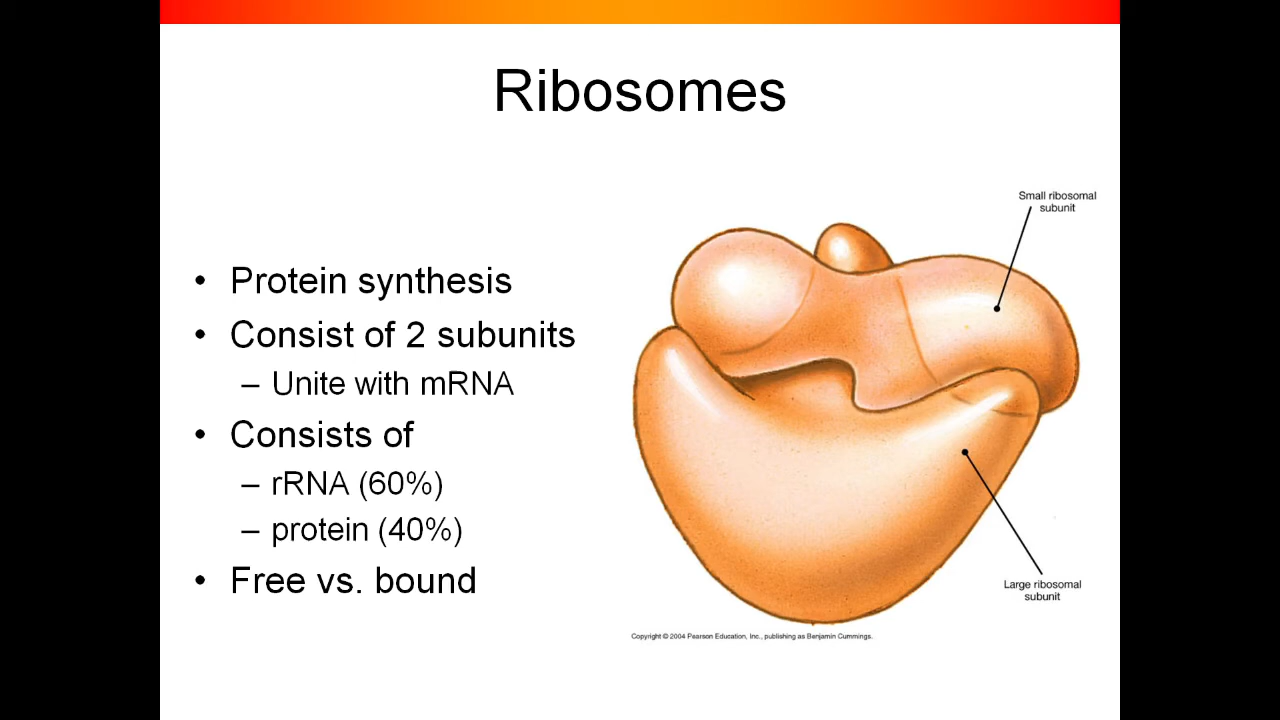 Ribosomes
Small ribosomal
subunit
• Protein synthesis
• Consist of 2 subunits
– Unite with mRNA
• Consists of
– rRNA (60%)
– protein (40%)
• Free vs. bound
Large ribosomal
subunit
Copyright © 2004 Pearson Education, Inc., publishing as Benjamin Cummings.